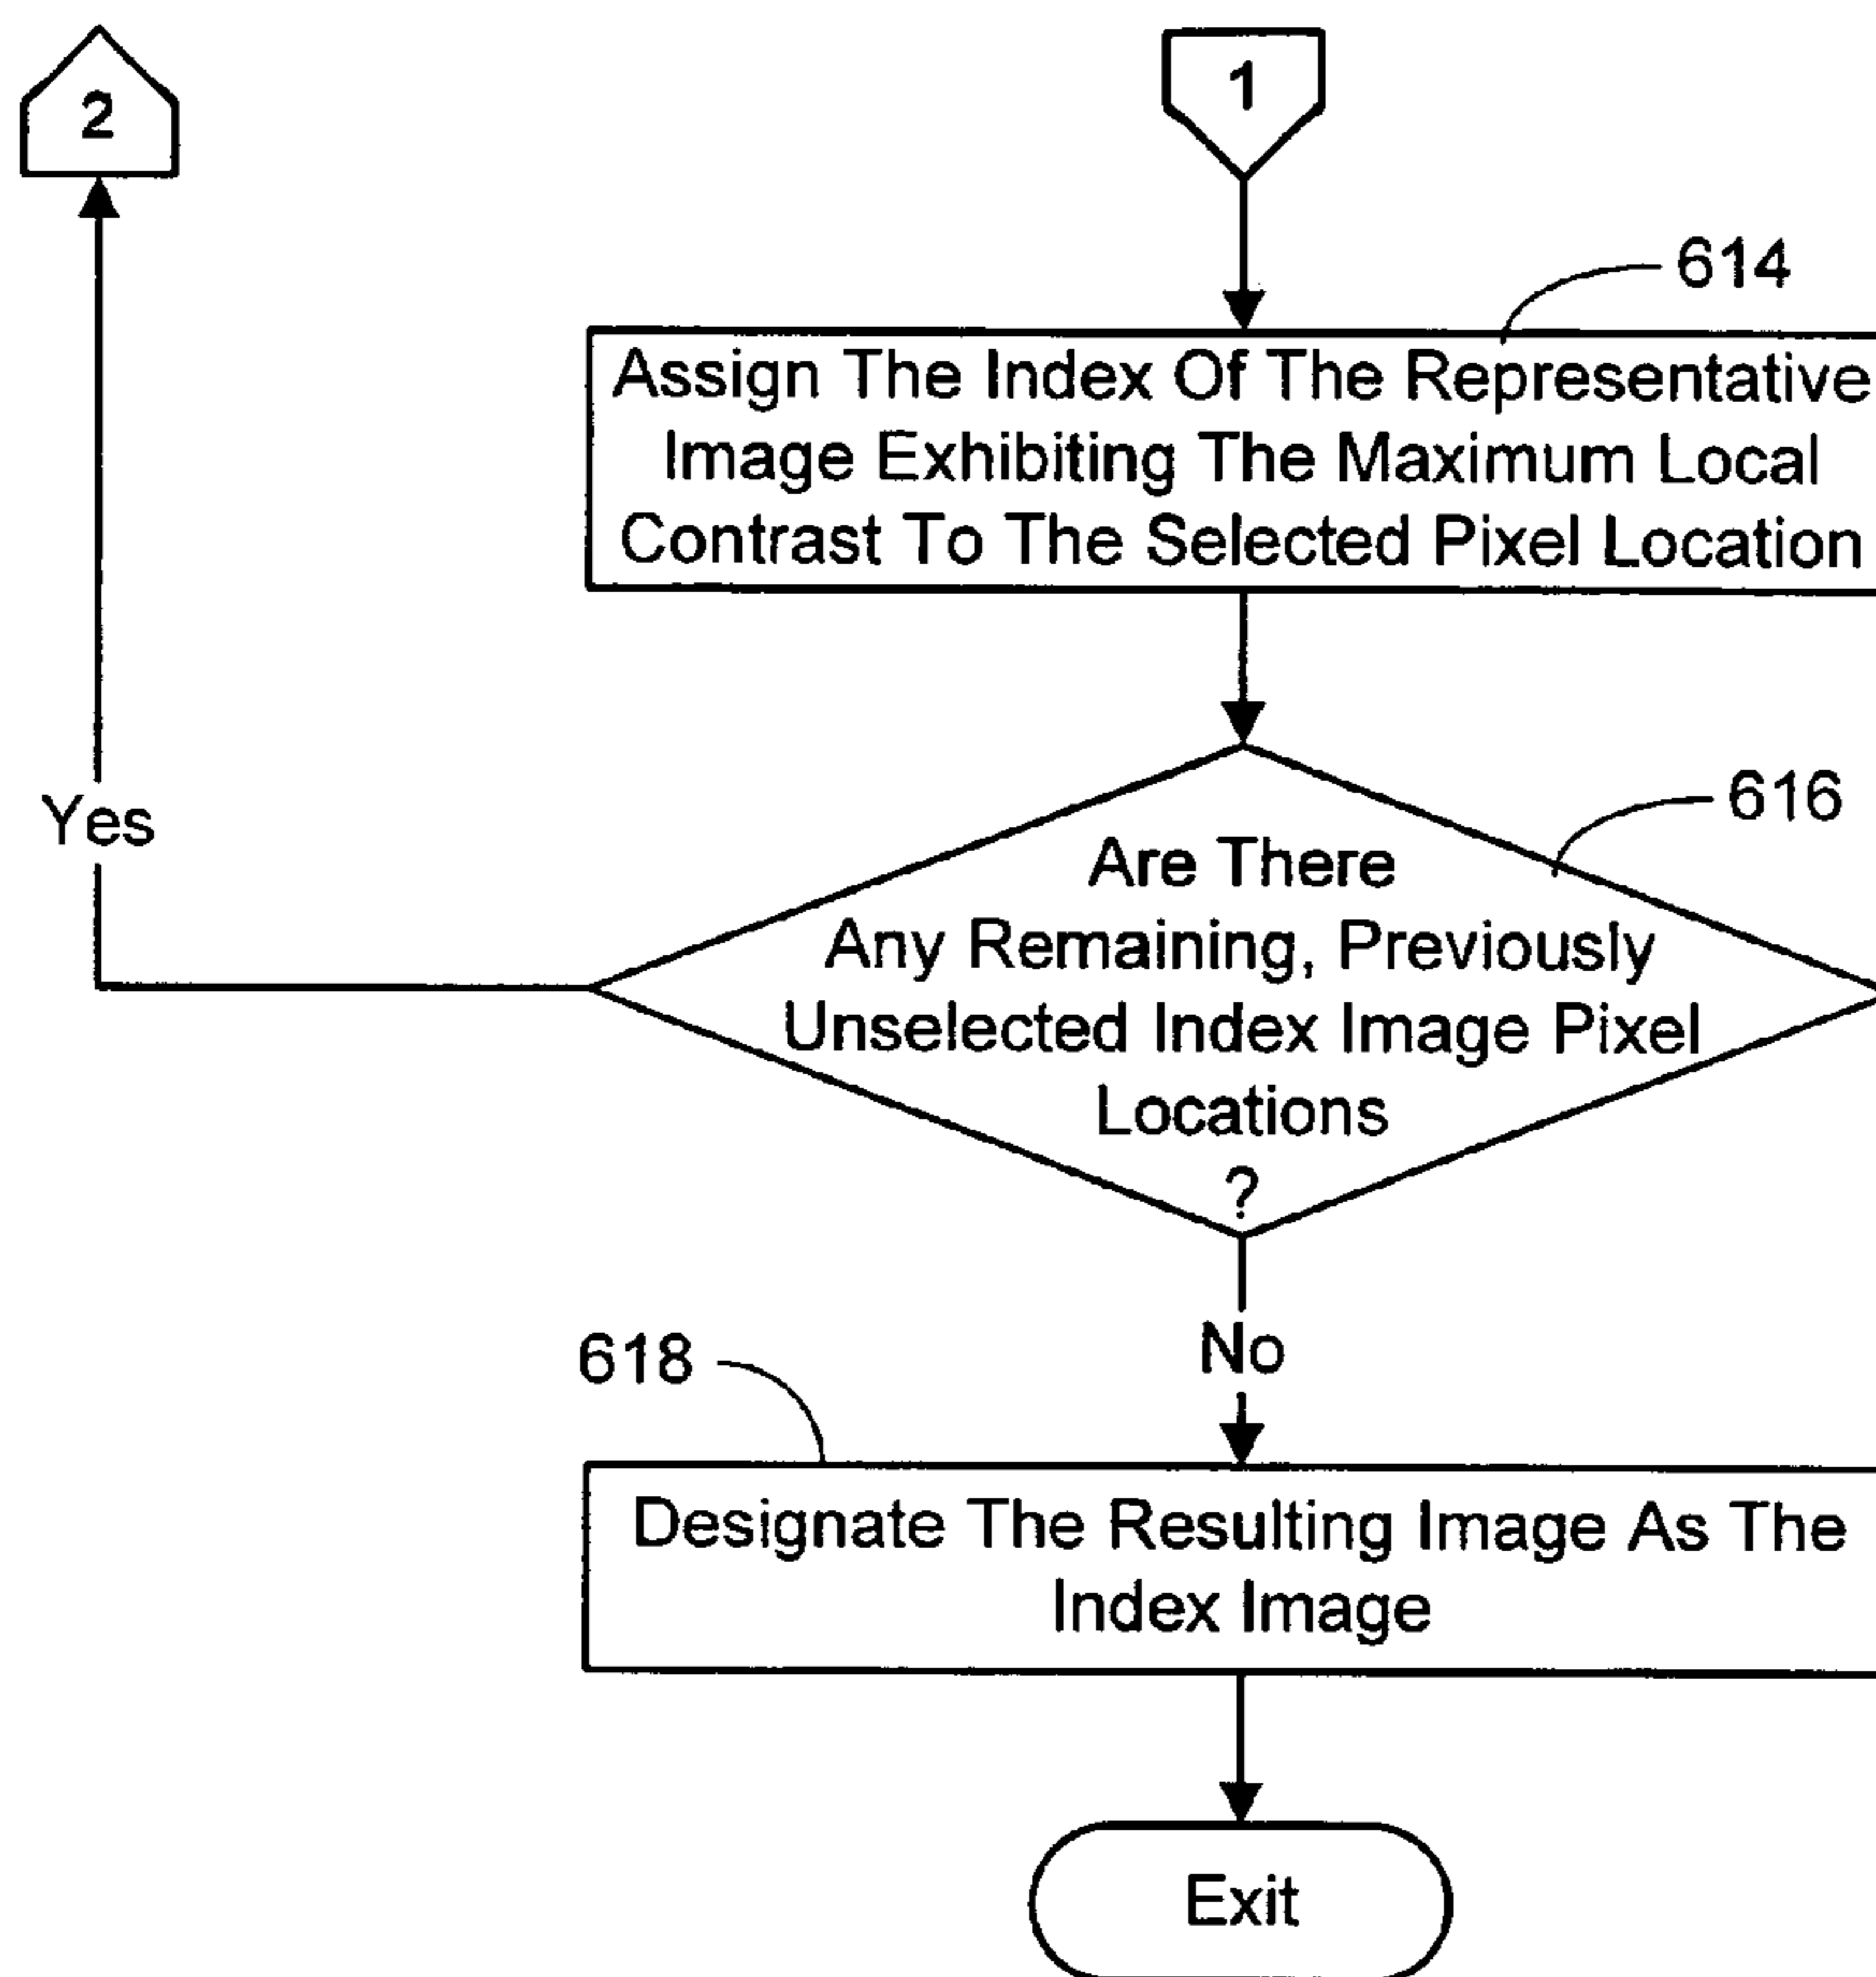 2
1
614
Assign The Index Of The Representative
Image Exhibiting The Maximum Local
Contrast To The Selected Pixel Location
616
Yes
Are There
Any Remaining, Previously
Unselected Index Image Pixel
Locations
?
No
618
Designate The Resulting Image As The
Index Image
Exit